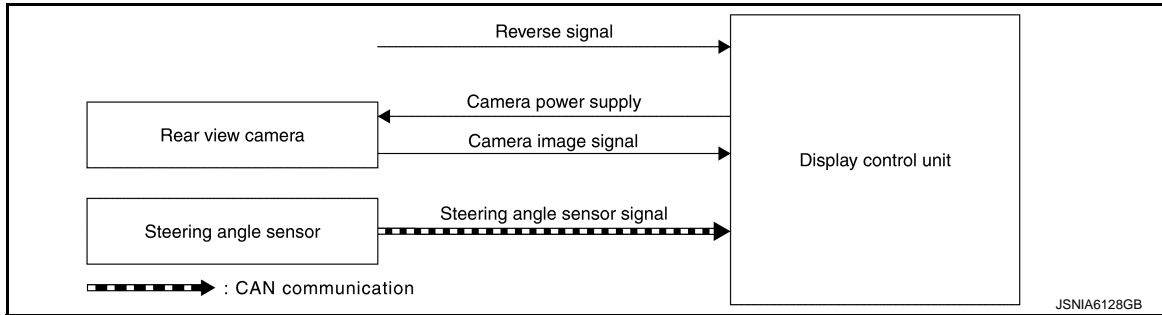 Reverse signal
Camera power supply
Rear view camera
Camera image signal
Display control unit
Steering angle sensor signal
Steering angle sensor
: CAN communication
JSNIA6128GB